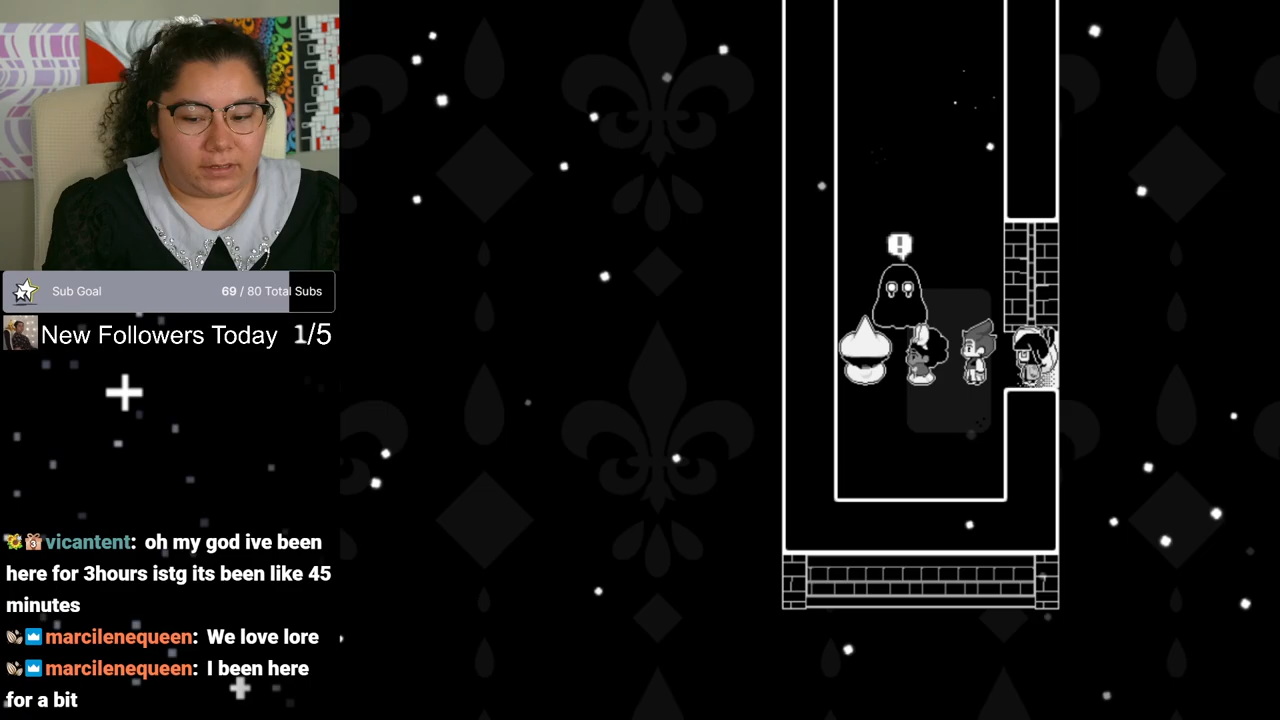 Sub Goal 69 / 80 Total Subs
New Followers Today 1/5
!
vicantent: oh my god ive been
here for 3hours istg its been like 45
minutes
marcilenequeen: We love lore
marcilenequeen: I been here
for a bit